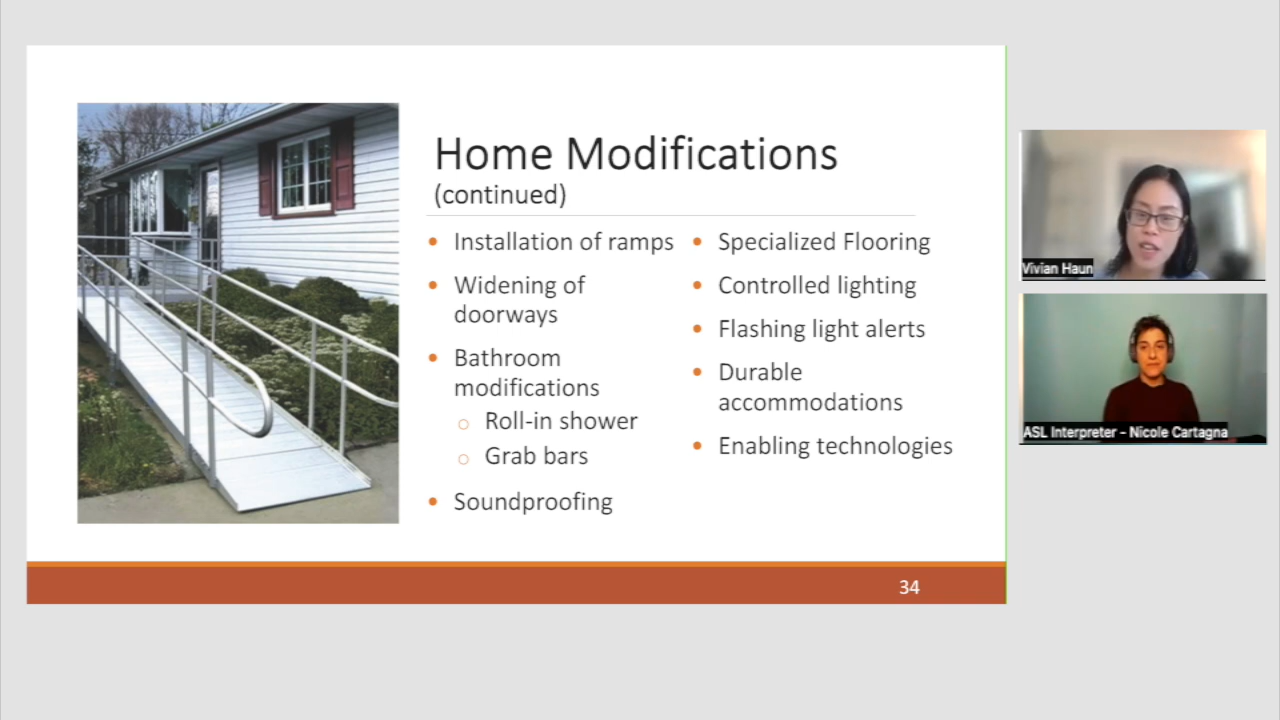 Home Modifications
(continued)
• Installation of ramps
• Widening of
doorways
• Bathroom
modifications
○ Roll-in shower
○ Grab bars
• Soundproofing
• Specialized Flooring
• Controlled lighting
• Flashing light alerts
• Durable
accommodations
• Enabling technologies
34
Vivian Haun
ASL Interpreter - Nicole Cartagna